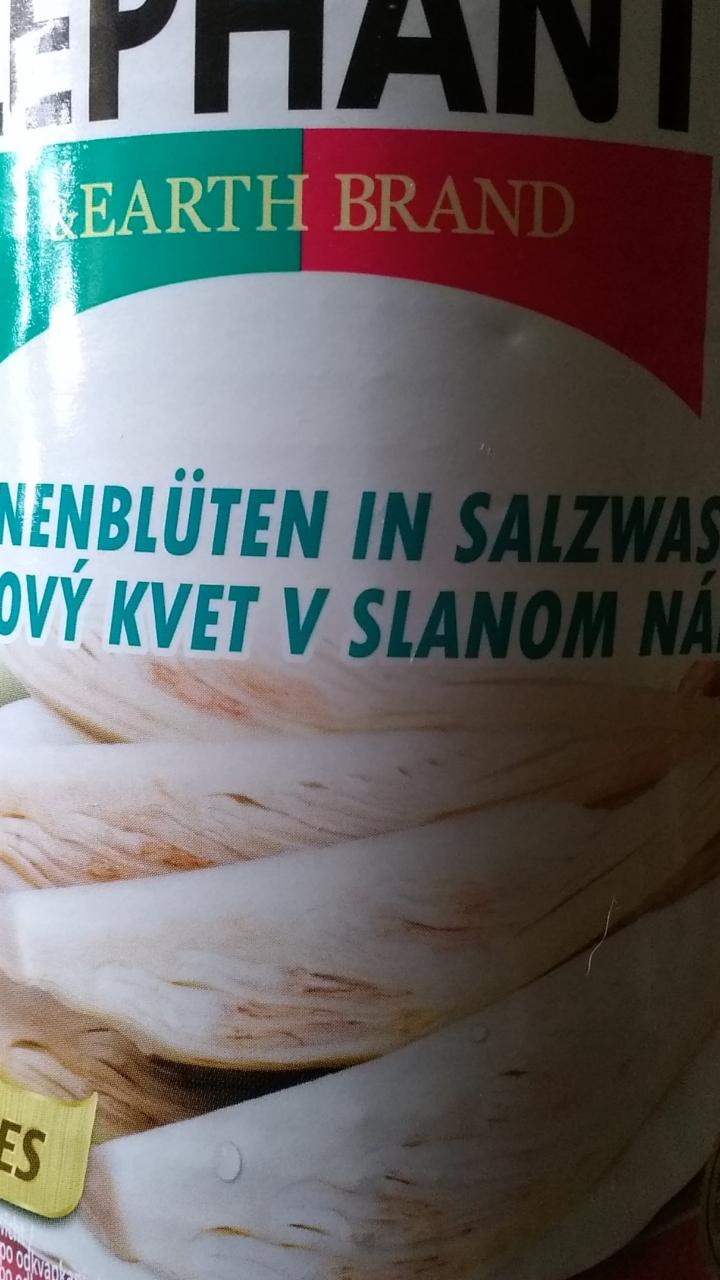 EPHANT
&EARTH BRAND
NENBLÜTEN IN SALZWAS
OVÝ KVET V SLANOM NÁ
ES